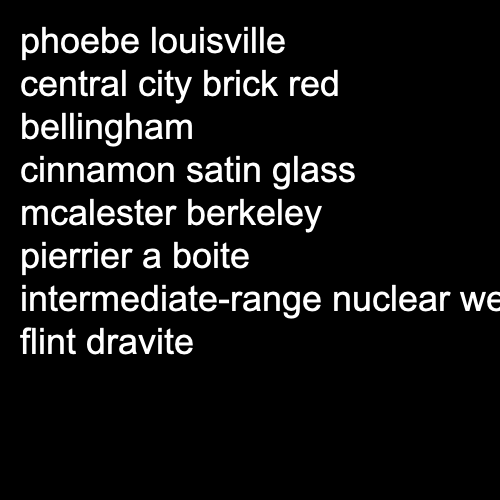 phoebe louisville
central city brick red
bellingham
cinnamon satin glass
mcalester berkeley
pierrier a boite
intermediate-range nuclear
flint dravite